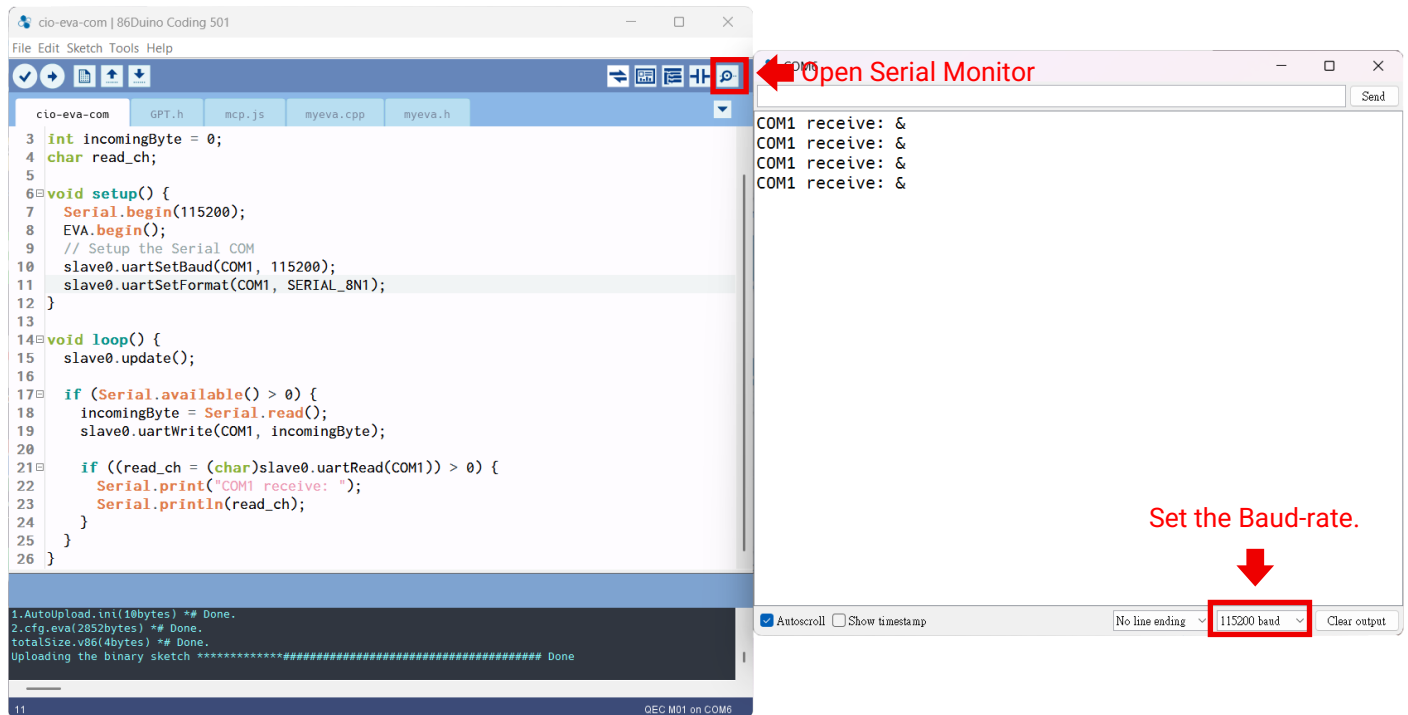 cio-eva-com | 86Duino Coding 501
File Edit Sketch Tools Help
cio-eva-com GPT.h mcp.js myeva.cpp myeva.h
3 int incomingByte = 0;
4 char read_ch;
5
6 void setup() {
7 Serial.begin(115200);
8 EVA.begin();
9 // Setup the Serial COM
10 slave0.uartSetBaud(COM1, 115200);
11 slave0.uartSetFormat(COM1, SERIAL_8N1);
12 }
13
14 void loop() {
15 slave0.update();
16
17 if (Serial.available() > 0) {
18 incomingByte = Serial.read();
19 slave0.uartWrite(COM1, incomingByte);
20
21 if ((read_ch = (char)slave0.uartRead(COM1)) > 0) {
22 Serial.print("COM1 receive: ");
23 Serial.println(read_ch);
24 }
25 }
26 }
1.AutoUpload.ini(10bytes) *# Done.
2.cfg.eva(2852bytes) *# Done.
totalSize.v86(4bytes) *# Done.
Uploading the binary sketch *************####################################### Done
11 QEC M01 on COM6
COM6
Open Serial Monitor
Send
COM1 receive: &
COM1 receive: &
COM1 receive: &
COM1 receive: &
Set the Baud-rate.
Autoscroll Show timestamp No line ending 115200 baud Clear output